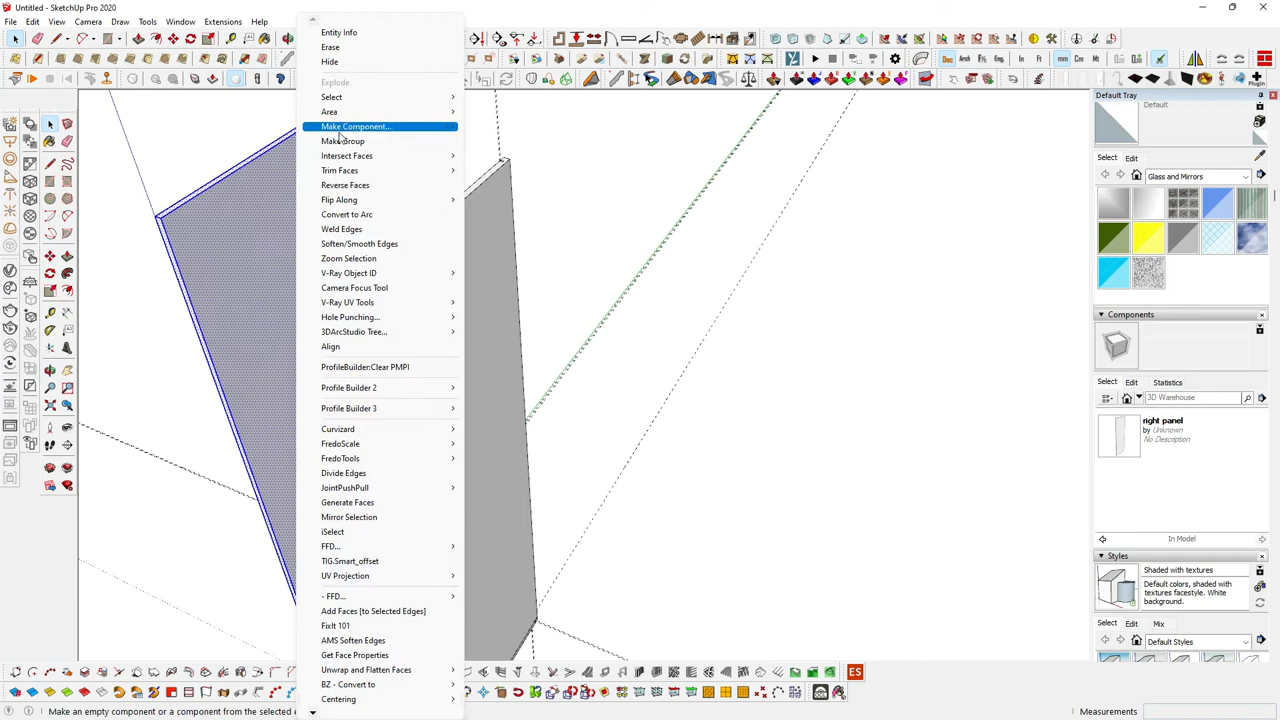 Untitled - SketchUp Pro 2020
File Edit View Camera Draw Tools Window Extensions Help
Entity Info
Erase
Hide
Explode
Select
Area
Make Component...
Make Group
Intersect Faces
Trim Faces
Reverse Faces
Flip Along
Convert to Arc
Weld Edges
Soften/Smooth Edges
Zoom Selection
V-Ray Object ID
Camera Focus Tool
V-Ray UV Tools
Hole Punching...
3DArcStudio Tree...
Align
ProfileBuilder:Clear PMPI
Profile Builder 2
Profile Builder 3
Curvizard
FredoScale
FredoTools
Divide Edges
JointPushPull
Generate Faces
Mirror Selection
iSelect
FFD...
TIG.Smart_offset
UV Projection
- FFD...
Add Faces [to Selected Edges]
FixIt 101
AMS Soften Edges
Get Face Properties
Unwrap and Flatten Faces
BZ - Convert to
Centering
Dec Arch mm Cm Mt
Plugin
Default Tray
Default
Select Edit
Glass and Mirrors
Components
Select Edit Statistics
3D Warehouse
right panel
by Unknown
No Description
In Model
Styles
Shaded with textures
Default colors, shaded with
textures facestyle. White
background.
Select Edit Mix
Default Styles
ES
Make an empty component or a component from the selected e
Measurements